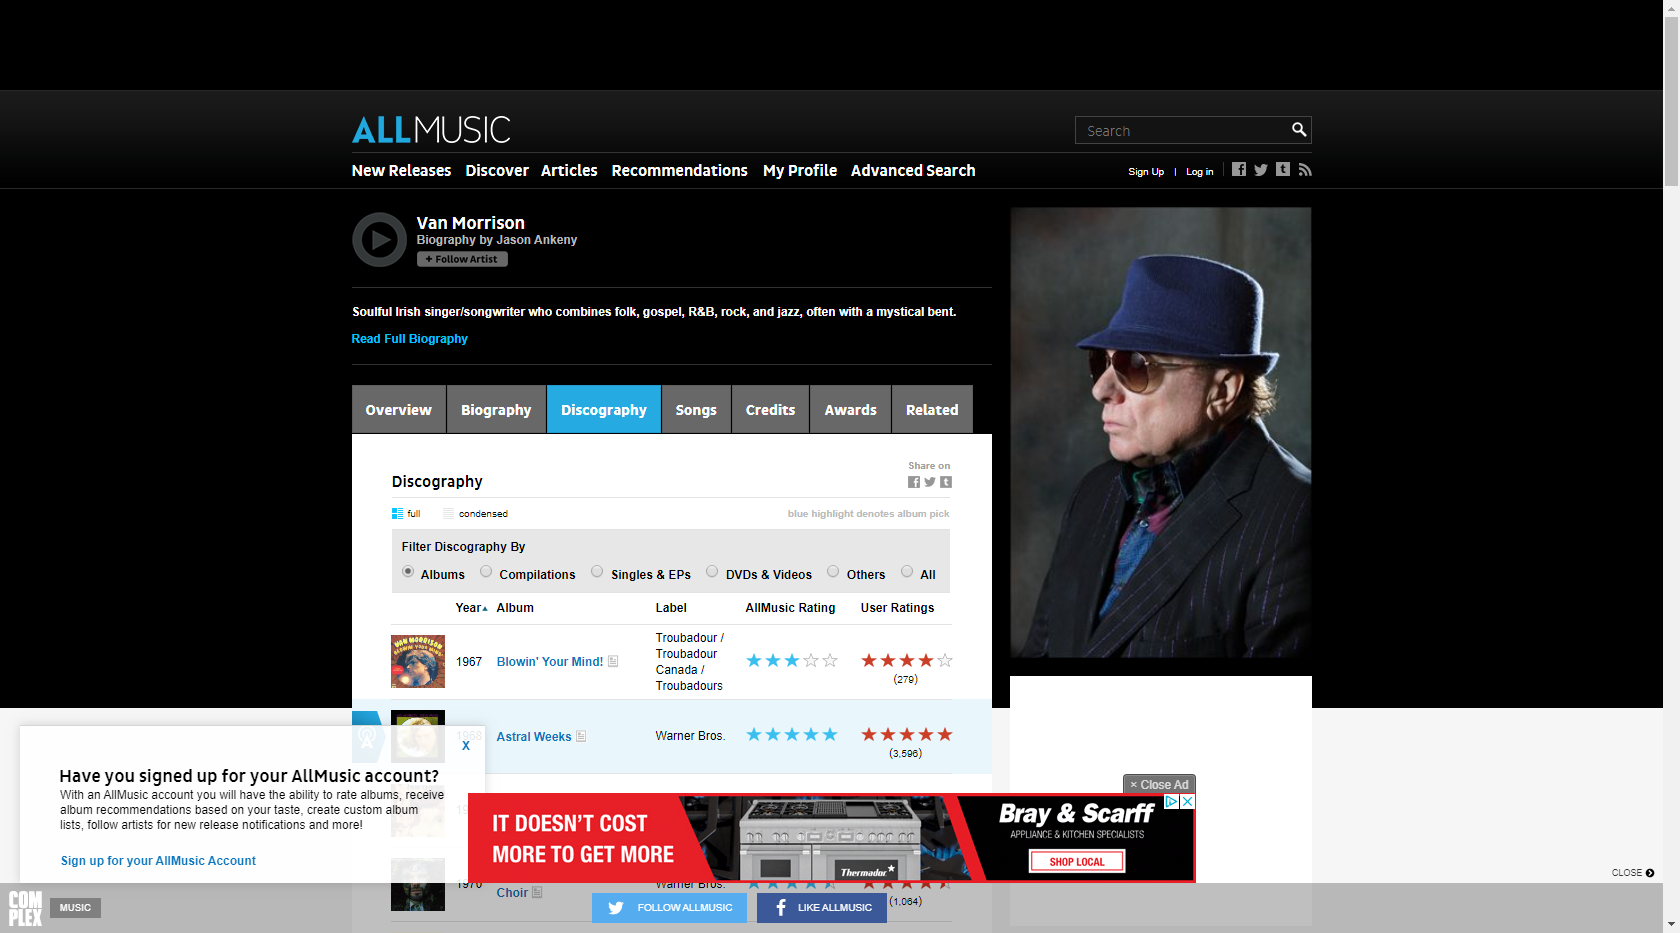 ALLMUSIC
Search
New Releases Discover Articles Recommendations My Profile Advanced Search
Sign Up | Log in
Van Morrison
Biography by Jason Ankeny
+ Follow Artist
Soulful Irish singer/songwriter who combines folk, gospel, R&B, rock, and jazz, often with a mystical bent.
Read Full Biography
Overview Biography Discography Songs Credits Awards Related
Share on
Discography
full condensed blue highlight denotes album pick
Filter Discography By
Albums Compilations Singles & EPs DVDs & Videos Others All
Year Album Label AllMusic Rating User Ratings
VAN MORRISON
BLOWIN' YOUR MIND!
1967 Blowin' Your Mind!
Troubadour /
Troubadour
Canada /
Troubadours
(279)
1968 Astral Weeks Warner Bros.
(3,596)
X
Have you signed up for your AllMusic account?
With an AllMusic account you will have the ability to rate albums, receive
album recommendations based on your taste, create custom album
lists, follow artists for new release notifications and more!
Sign up for your AllMusic Account
× Close Ad
IT DOESN'T COST
MORE TO GET MORE
Thermador
Bray & Scarff
APPLIANCE & KITCHEN SPECIALISTS
SHOP LOCAL
CLOSE
1970 Choir Warner Bros.
(1,064)
COMPLEX
MUSIC
FOLLOW ALLMUSIC
LIKE ALLMUSIC